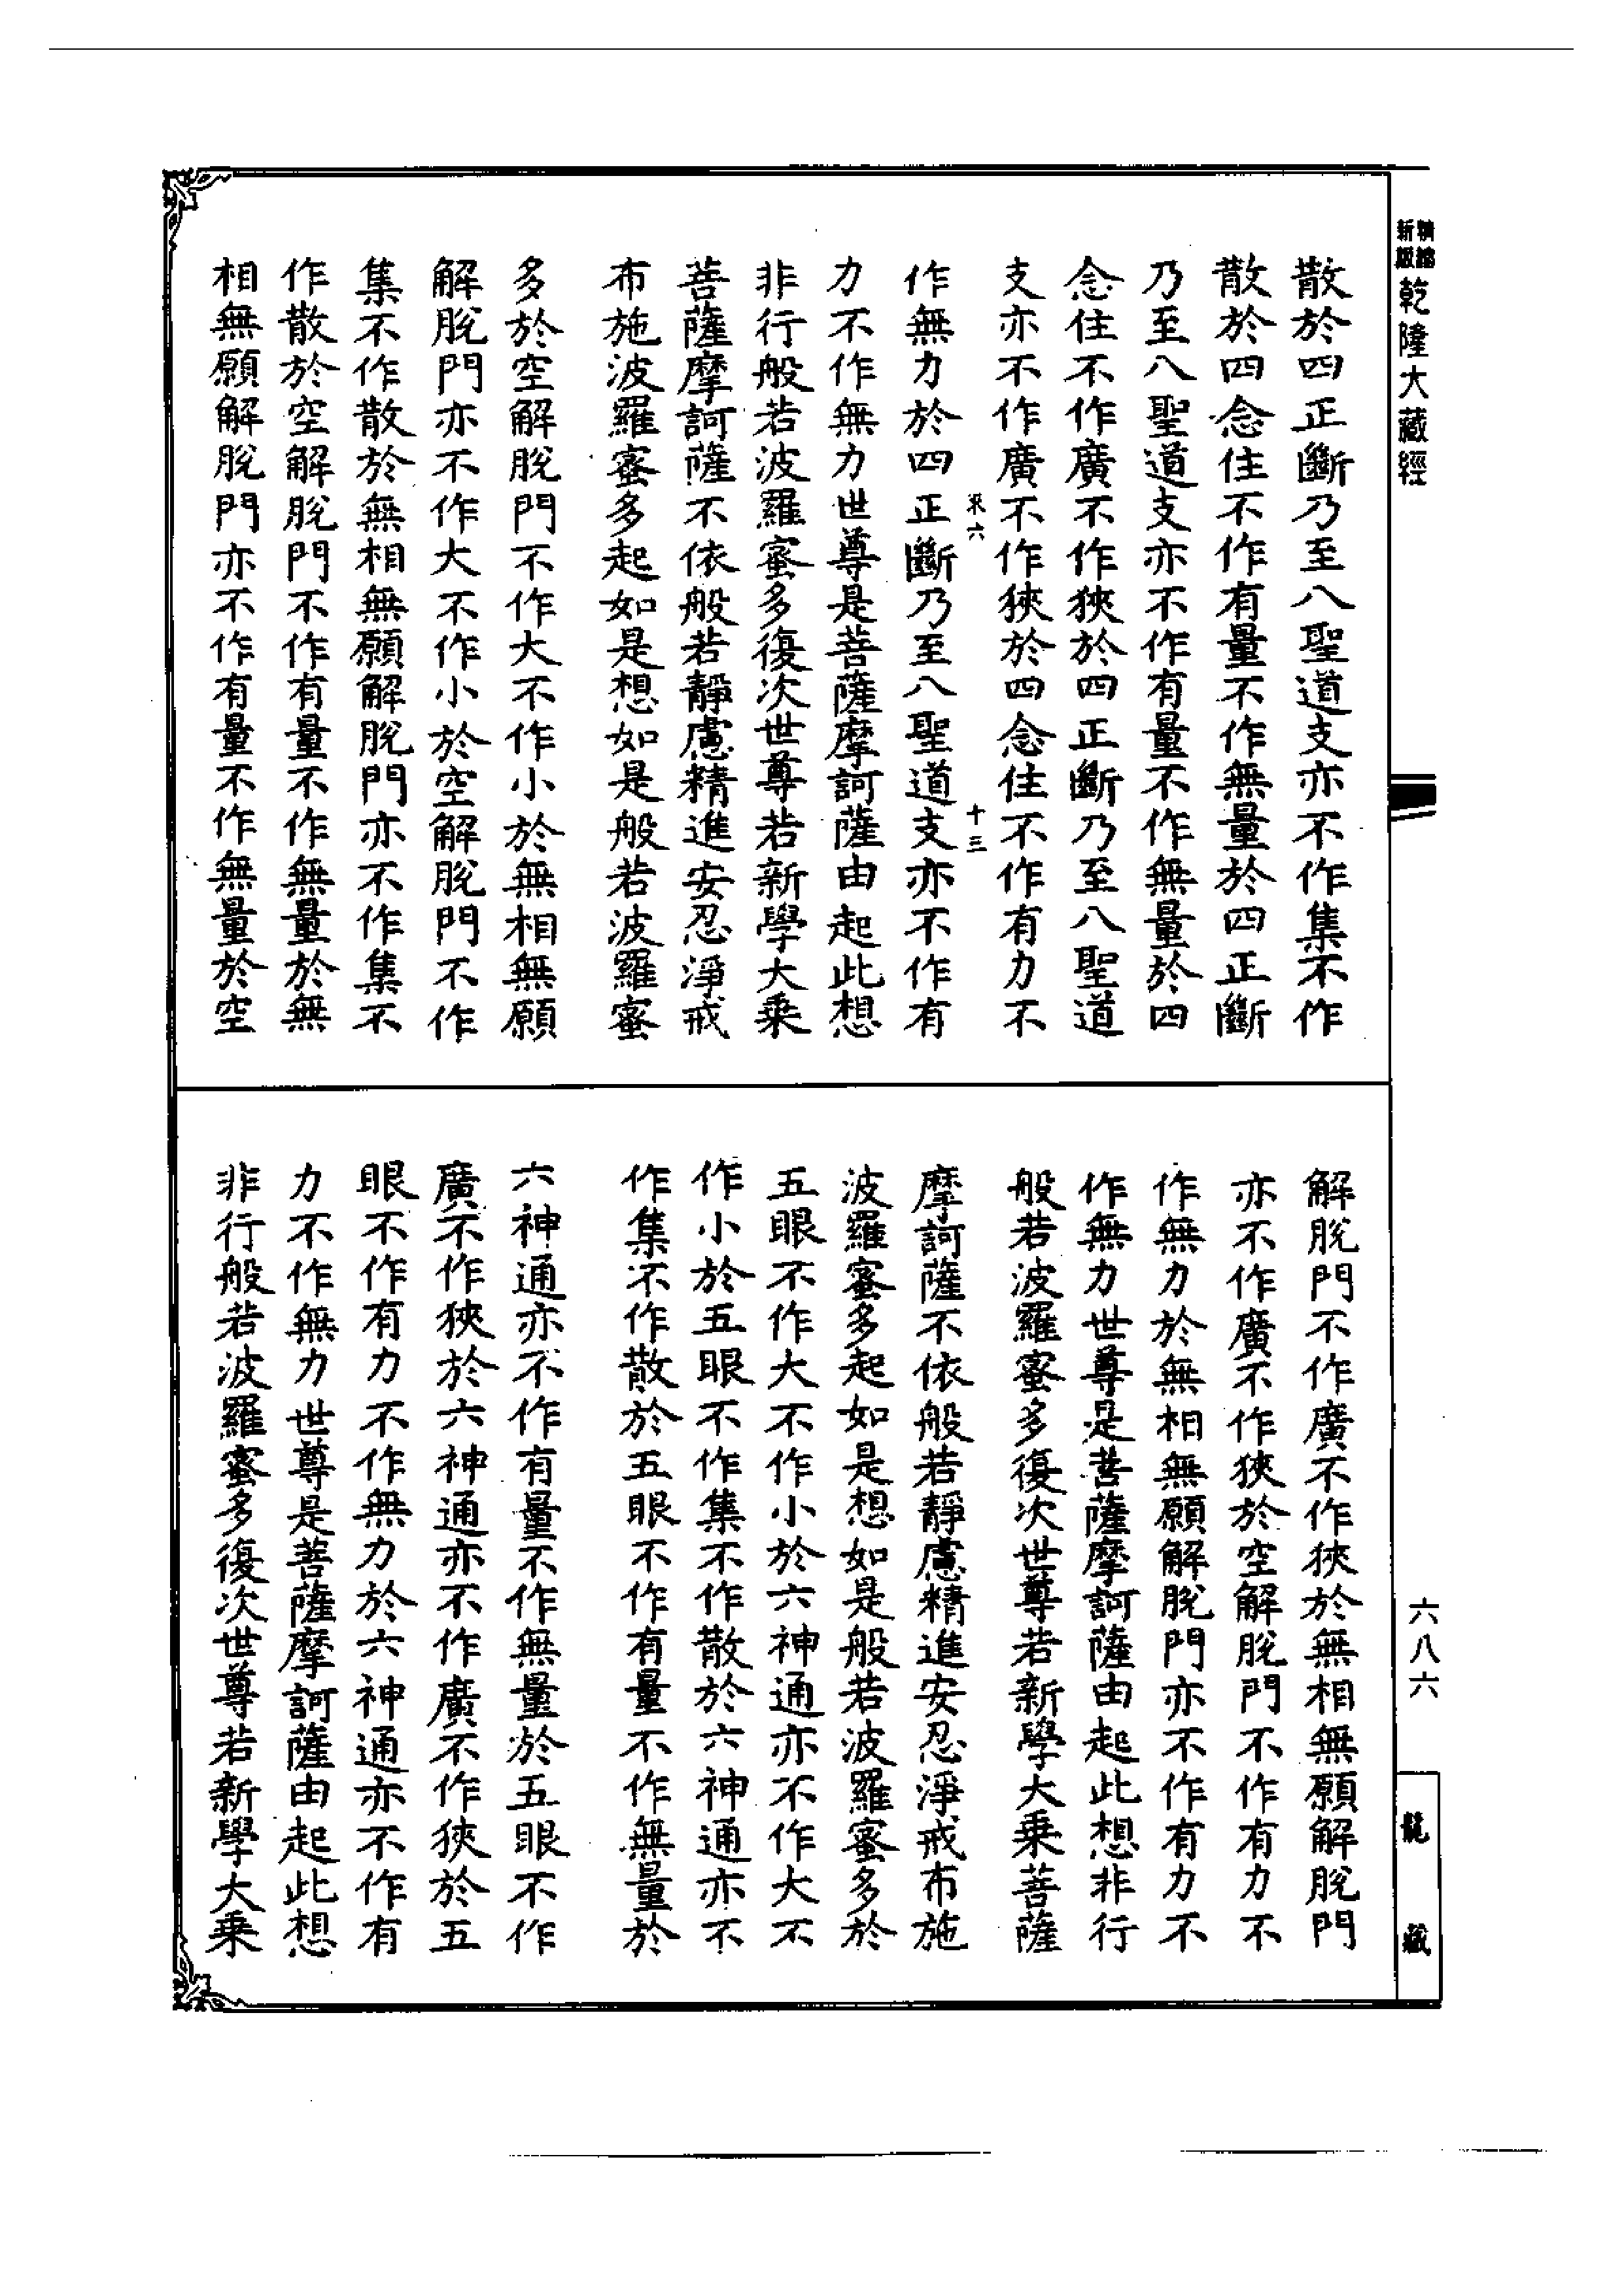 新版
精縮
乾隆大藏經
散於四正斷乃至八聖道支亦不作集不作
散於四念住不作有量不作無量於四正斷
乃至八聖道支亦不作有量不作無量於四
念住不作廣不作狹於四正斷乃至八聖道
支亦不作廣不作狹於四念住不作有力不
十三
作無力於四正斷乃至八聖道支亦不作有
力不作無力世尊是菩薩摩訶薩由起此想
非行般若波羅蜜多復次世尊若新學大乘
菩薩摩訶薩不依般若靜慮精進安忍淨戒
布施波羅蜜多起如是想如是般若波羅蜜
多於空解脫門不作大不作小於無相無願
解脫門亦不作大不作小於空解脫門不作
集不作散於無相無願解脫門亦不作集不
作散於空解脫門不作有量不作無量於無
相無願解脫門亦不作有量不作無量於空
解脫門不作廣不作狹於無相無願解脫門
亦不作廣不作狹於空解脫門不作有力不
作無力於無相無願解脫門亦不作有力不
作無力世尊是菩薩摩訶薩由起此想非行
般若波羅蜜多復次世尊若新學大乘菩薩
摩訶薩不依般若靜慮精進安忍淨戒布施
波羅蜜多起如是想如是般若波羅蜜多於
五眼不作大不作小於六神通亦不作大不
作小於五眼不作集不作散於六神通亦不
作集不作散於五眼不作有量不作無量於
六神通亦不作有量不作無量於五眼不作
廣不作狹於六神通亦不作廣不作狹於五
眼不作有力不作無力於六神通亦不作有
力不作無力世尊是菩薩摩訶薩由起此想
非行般若波羅蜜多復次世尊若新學大乘
六八六
龍藏